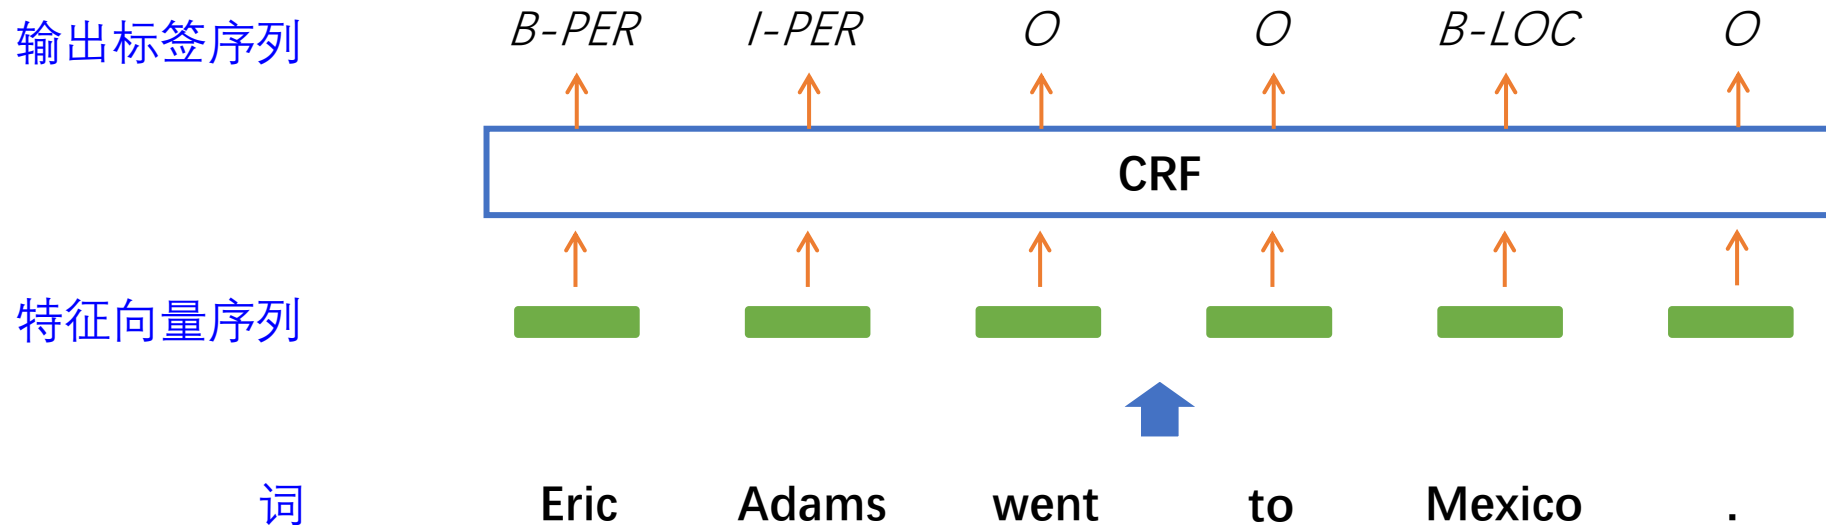 输出标签序列 B-PER I-PER O O B-LOC O
CRF
特征向量序列
词 Eric Adams went to Mexico .